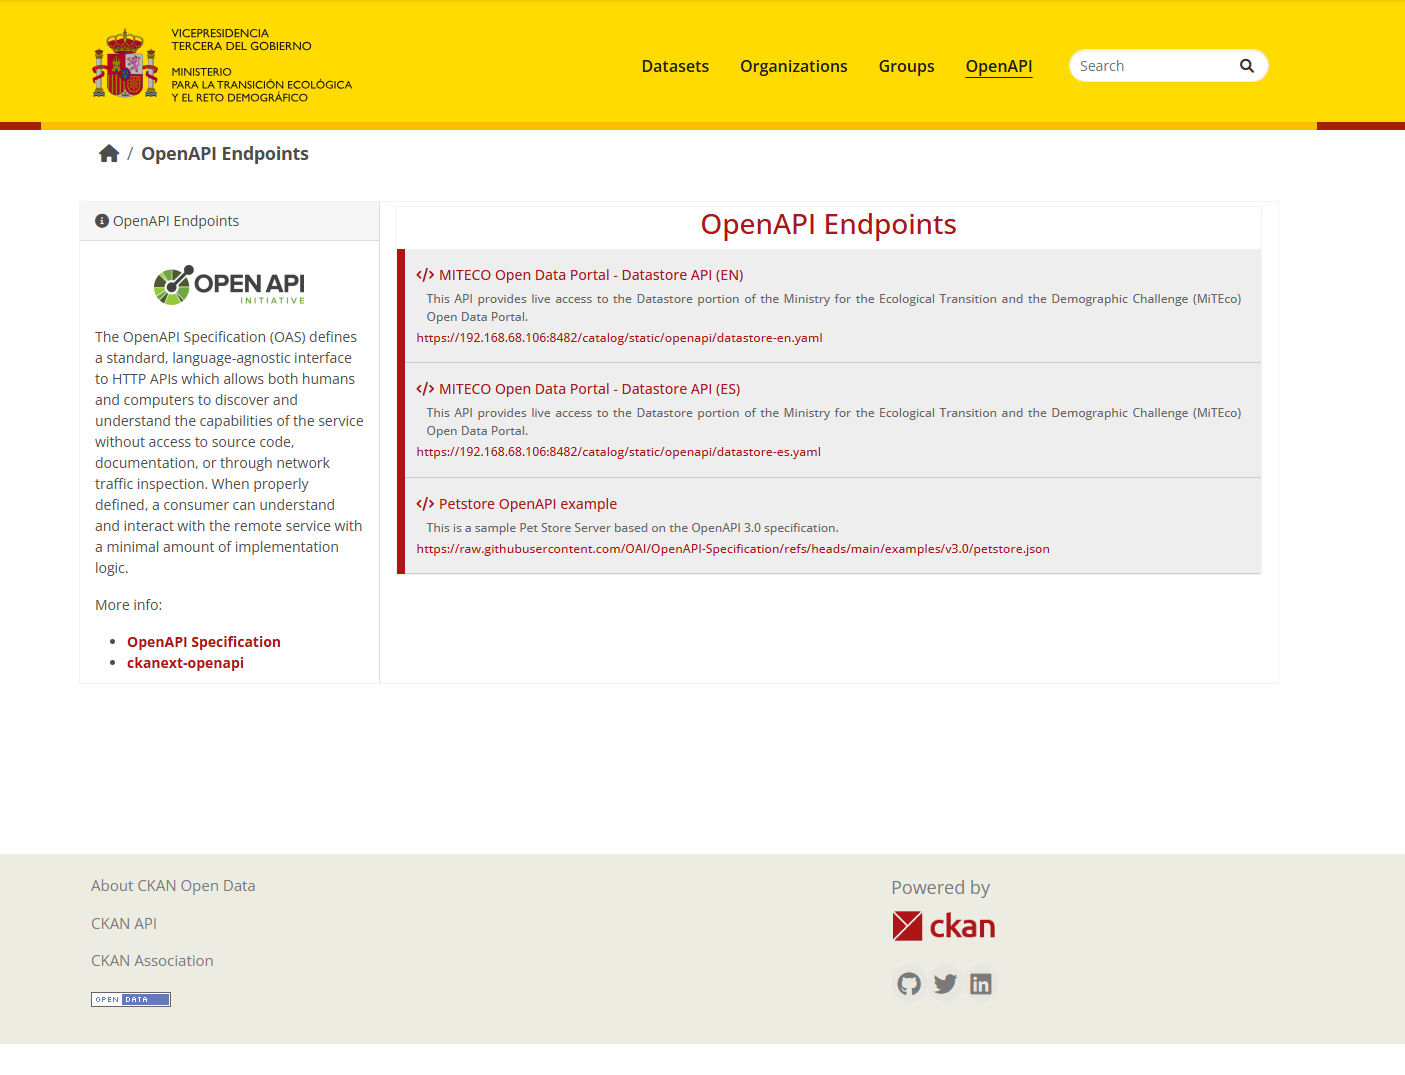 VICEPRESIDENCIA
TERCERA DEL GOBIERNO
MINISTERIO
PARA LA TRANSICIÓN ECOLÓGICA
Y EL RETO DEMOGRÁFICO
Datasets Organizations Groups OpenAPI Search
/ OpenAPI Endpoints
OpenAPI Endpoints
OPEN API
INITIATIVE
The OpenAPI Specification (OAS) defines
a standard, language-agnostic interface
to HTTP APIs which allows both humans
and computers to discover and
understand the capabilities of the service
without access to source code,
documentation, or through network
traffic inspection. When properly
defined, a consumer can understand
and interact with the remote service with
a minimal amount of implementation
logic.
More info:
• OpenAPI Specification
• ckanext-openapi
OpenAPI Endpoints
MITECO Open Data Portal - Datastore API (EN)
This API provides live access to the Datastore portion of the Ministry for the Ecological Transition and the Demographic Challenge (MiTEco)
Open Data Portal.
https://192.168.68.106:8482/catalog/static/openapi/datastore-en.yaml
MITECO Open Data Portal - Datastore API (ES)
This API provides live access to the Datastore portion of the Ministry for the Ecological Transition and the Demographic Challenge (MiTEco)
Open Data Portal.
https://192.168.68.106:8482/catalog/static/openapi/datastore-es.yaml
Petstore OpenAPI example
This is a sample Pet Store Server based on the OpenAPI 3.0 specification.
https://raw.githubusercontent.com/OAI/OpenAPI-Specification/refs/heads/main/examples/v3.0/petstore.json
About CKAN Open Data
CKAN API
CKAN Association
OPEN DATA
Powered by
ckan